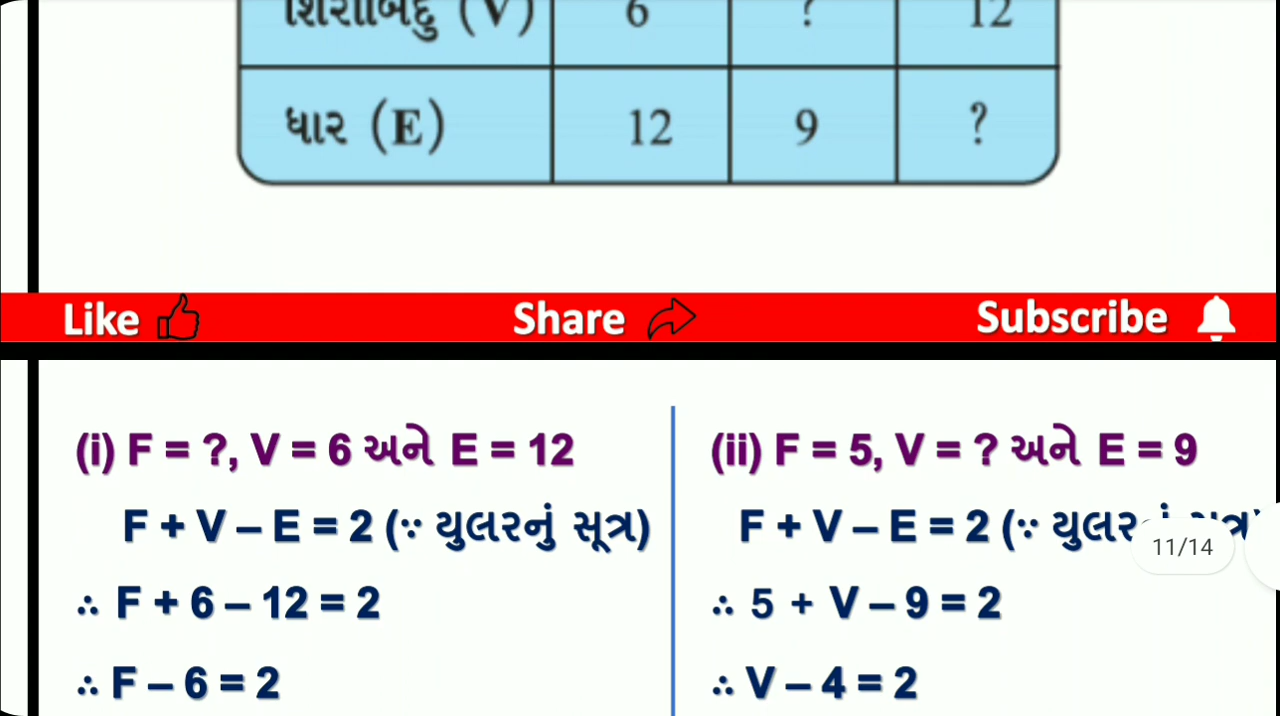 શિરોબિંદુ (V) 6 ? 12
ધાર (E) 12 9 ?
Like Share Subscribe
(i) F = ?, V = 6 અને E = 12
F + V – E = 2 (∵ યુલરનું સૂત્ર)
∴ F + 6 – 12 = 2
∴ F – 6 = 2
(ii) F = 5, V = ? અને E = 9
F + V – E = 2 (∵
11/14
∴ 5 + V – 9 = 2
∴ V – 4 = 2